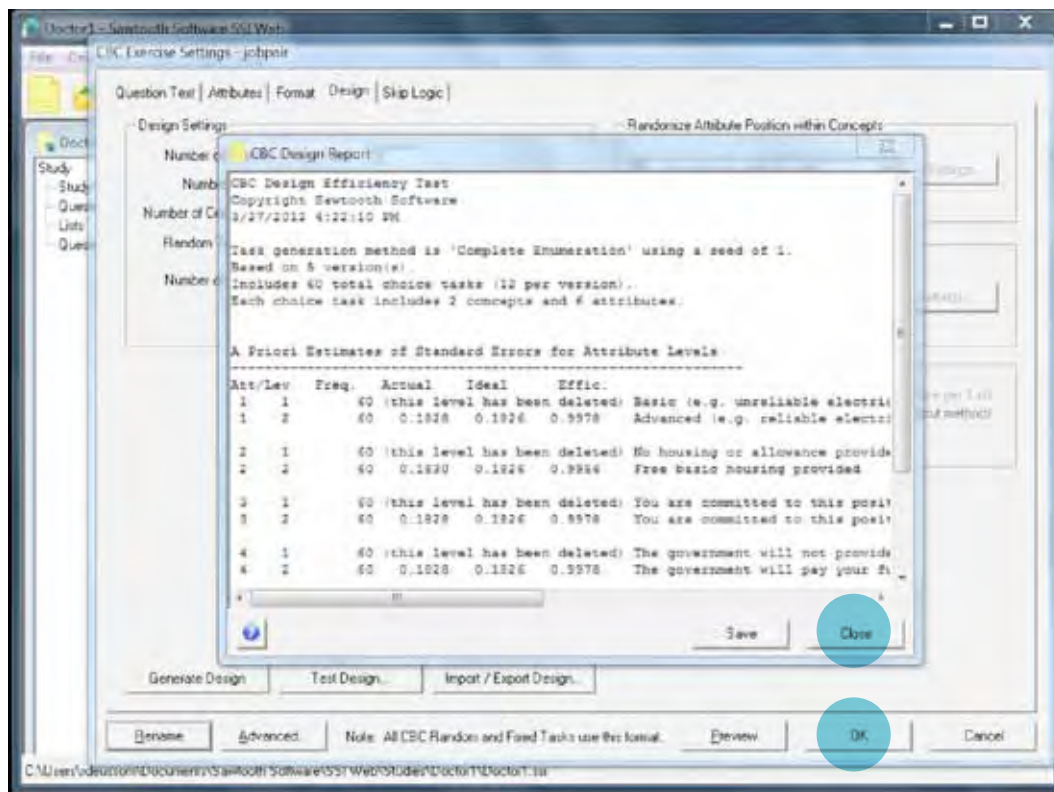 Doctor1 - Sawtooth Software SSI Web
File
CBC Exercise Settings - jobpair
Question Text | Attributes | Format Design | Skip Logic |
Design Settings
Randomize Attribute Position within Concepts
Study
Lists
Number of
Random
Number of
CBC Design Report
CBC Design Efficiency Test
Copyright Sawtooth Software
3/27/2012 4:22:10 PM
Task generation method is 'Complete Enumeration' using a seed of 1.
Based on 5 version(s).
Includes 60 total choice tasks (12 per version).
Each choice task includes 2 concepts and 6 attributes.
A Priori Estimates of Standard Errors for Attribute Levels
Att/Lev Freq. Actual Ideal Effic.
1 1 60 (this level has been deleted) Basic (e.g. unreliable electric
1 2 60 0.1828 0.1826 0.9978 Advanced (e.g. reliable electri
2 1 60 (this level has been deleted) No housing or allowance provide
2 2 60 0.1830 0.1826 Free basic housing provided
3 1 60 (this level has been deleted) You are committed to this posit
3 2 60 0.1828 0.1826 0.9978 You are committed to this posit
4 1 60 (this level has been deleted) The government will not provide
4 2 60 0.1828 0.1826 0.9978 The government will pay your fu
Save Close
Generate Design Test Design... Import / Export Design...
Rename Advanced... Note: All CBC Random and Fixed Tasks use this format. Preview OK Cancel